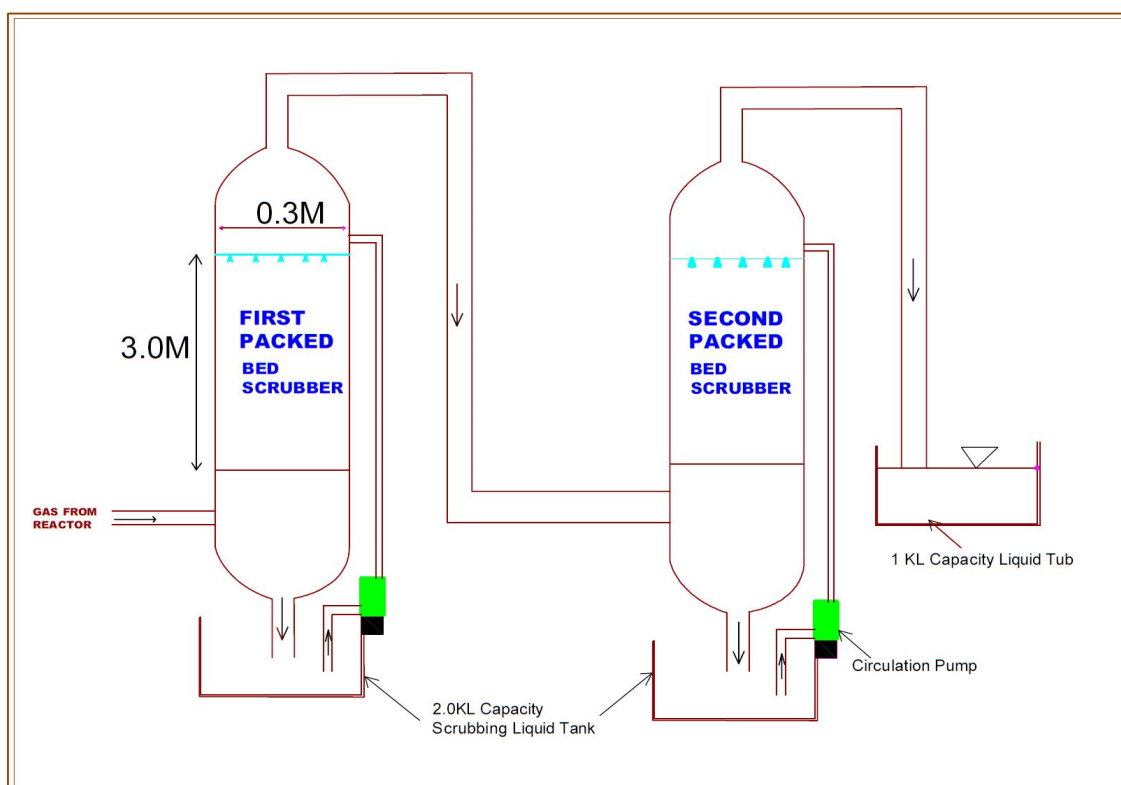 0.3M
3.0M
FIRST
PACKED
BED
SCRUBBER
SECOND
PACKED
BED
SCRUBBER
GAS FROM
REACTOR
1 KL Capacity Liquid Tub
Circulation Pump
2.0KL Capacity
Scrubbing Liquid Tank